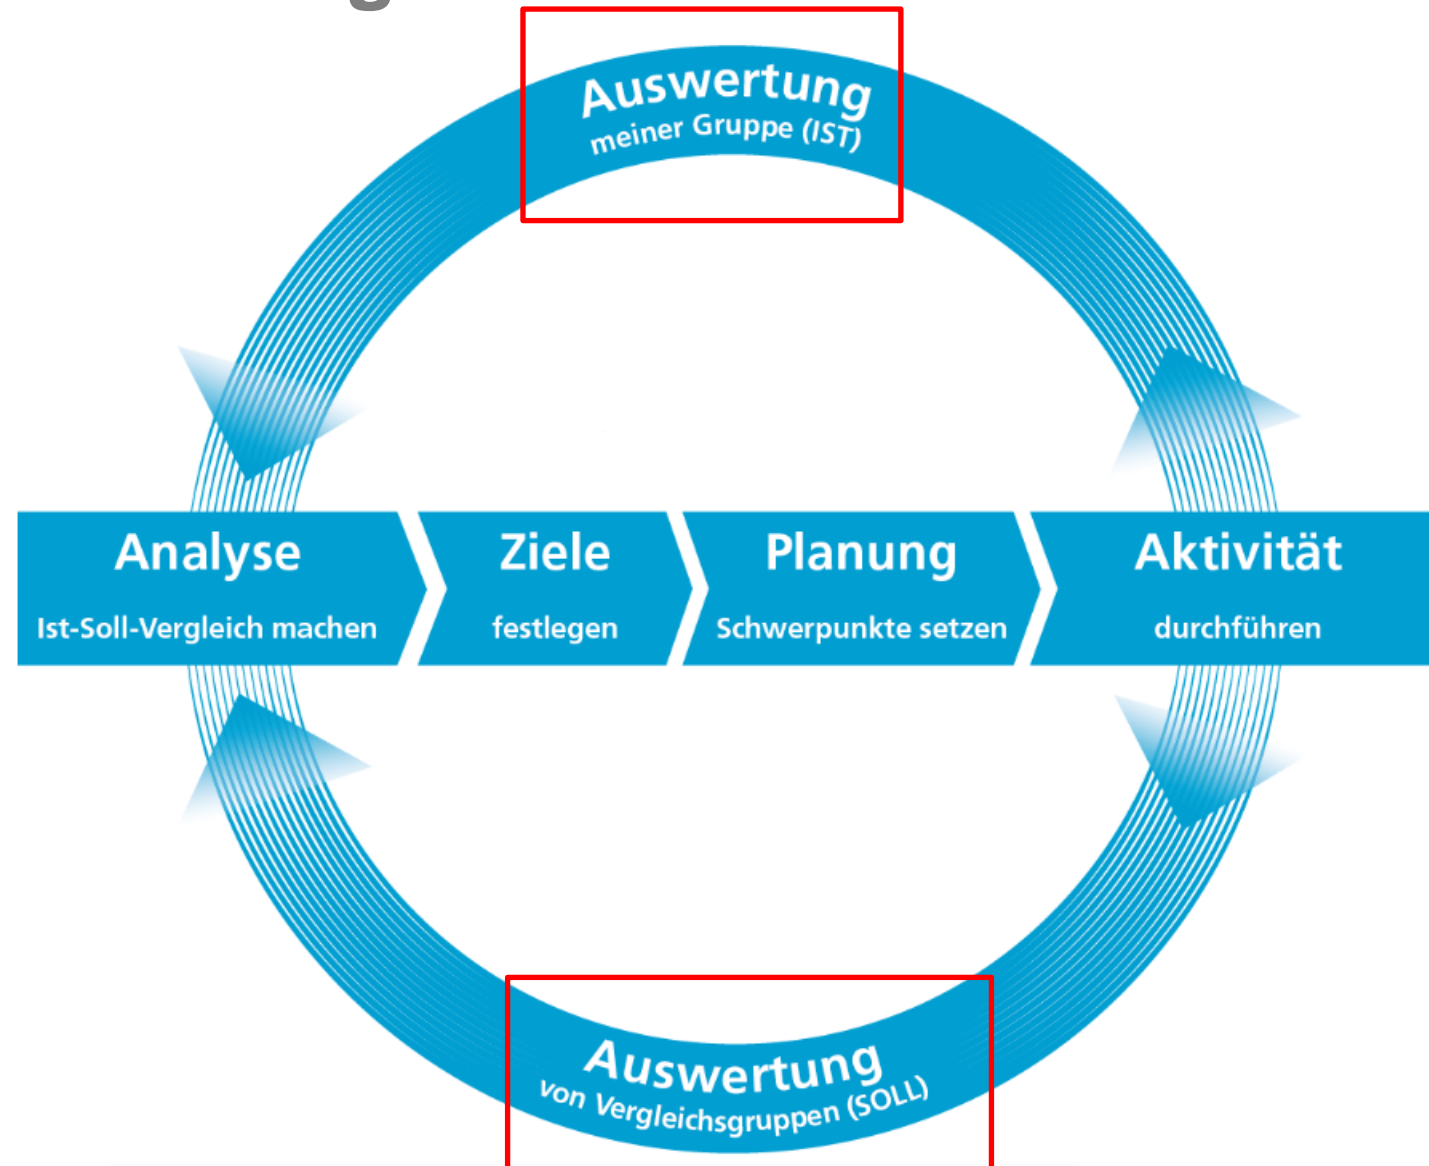 Auswertung
meiner Gruppe (IST)
Analyse
Ist-Soll-Vergleich machen
Ziele
festlegen
Planung
Schwerpunkte setzen
Aktivität
durchführen
Auswertung
von Vergleichsgruppen (SOLL)